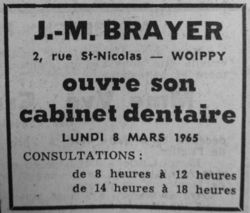 J.-M. BRAYER
2, rue St-Nicolas — WOIPPY
ouvre son
cabinet dentaire
LUNDI 8 MARS 1965
CONSULTATIONS :
de 8 heures à 12 heures
de 14 heures à 18 heures